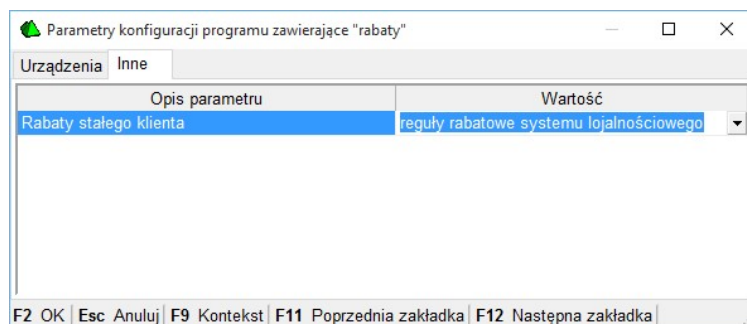 Parametry konfiguracji programu zawierające "rabaty"
Urządzenia Inne
Opis parametru Wartość
Rabaty stałego klienta reguły rabatowe systemu lojalnościowego
F2 OK Esc Anuluj F9 Kontekst F11 Poprzednia zakładka F12 Następna zakładka